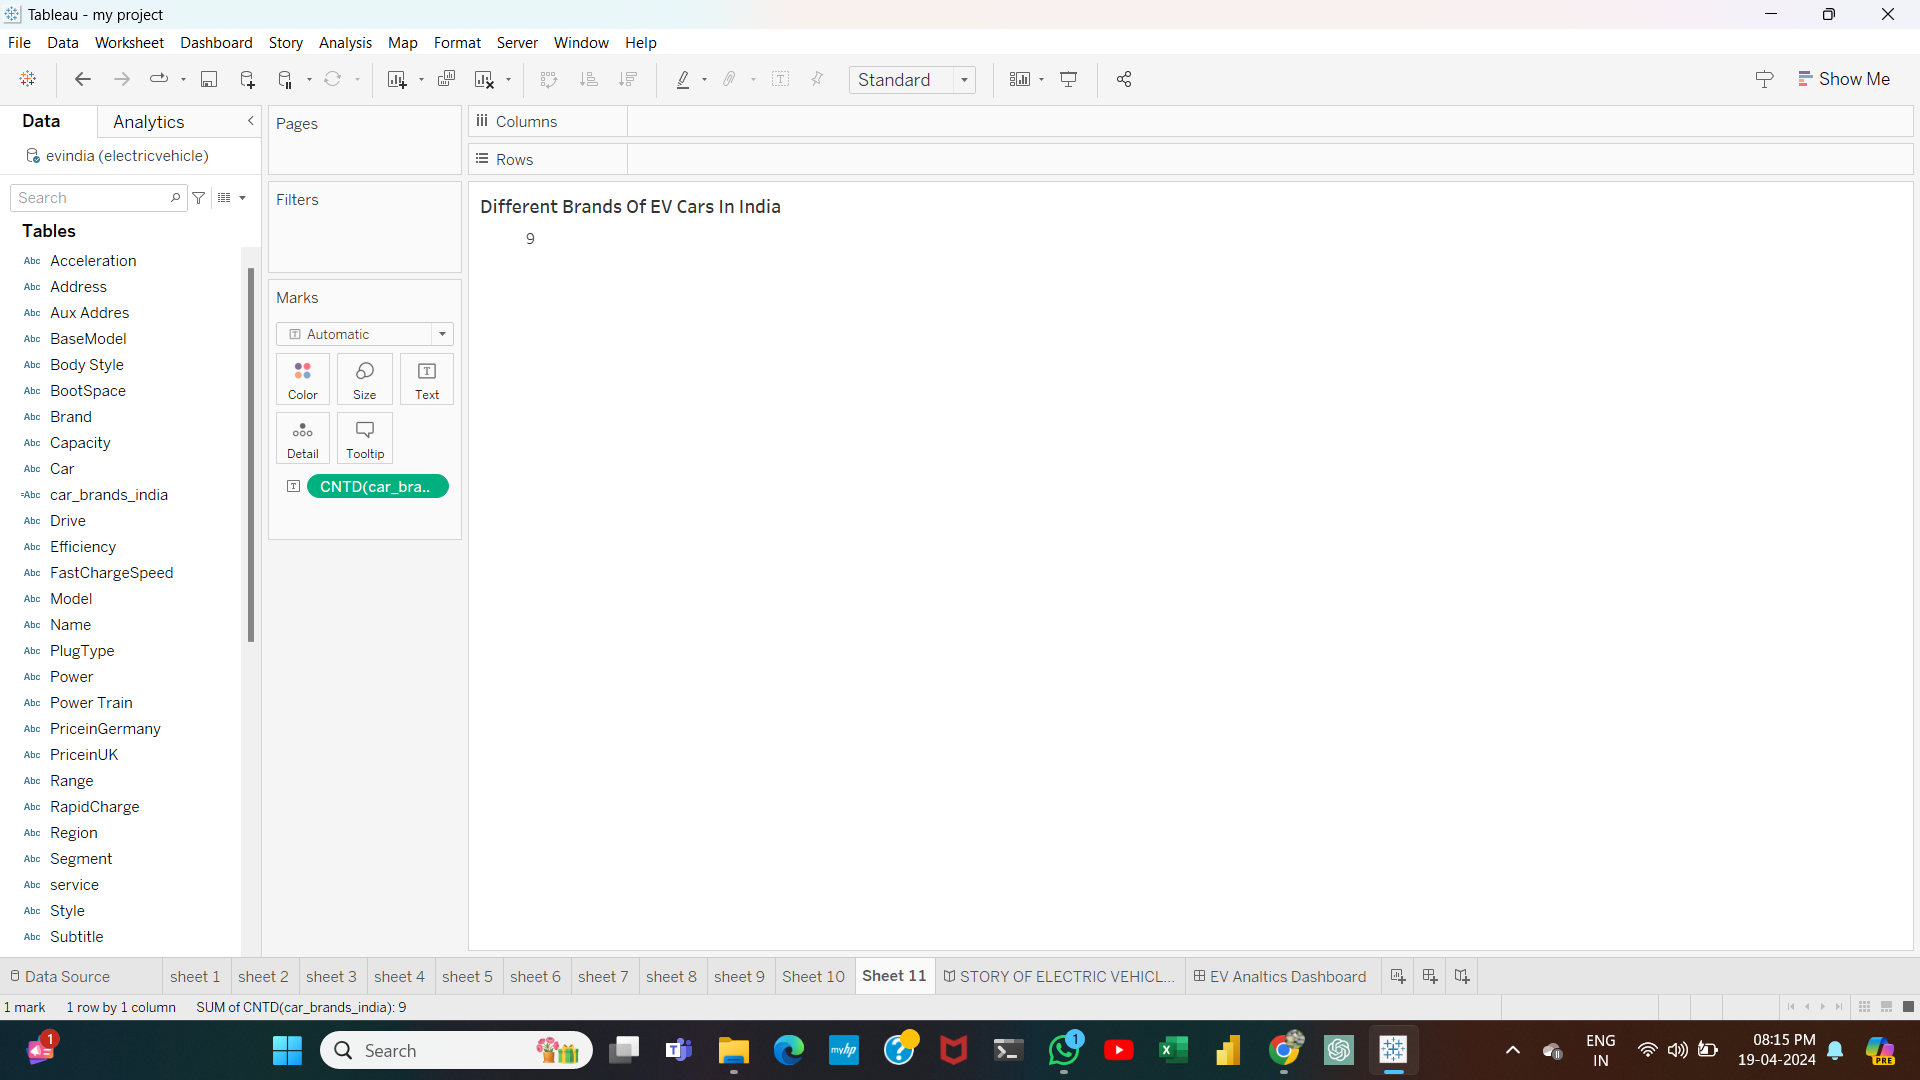 Tableau - my project
File Data Worksheet Dashboard Story Analysis Map Format Server Window Help
Standard
Show Me
Data Analytics
evindia (electricvehicle)
Search
Tables
Abc Acceleration
Abc Address
Abc Aux Addres
Abc BaseModel
Abc Body Style
Abc BootSpace
Abc Brand
Abc Capacity
Abc Car
=Abc car_brands_india
Abc Drive
Abc Efficiency
Abc FastChargeSpeed
Abc Model
Abc Name
Abc PlugType
Abc Power
Abc Power Train
Abc PriceinGermany
Abc PriceinUK
Abc Range
Abc RapidCharge
Abc Region
Abc Segment
Abc service
Abc Style
Abc Subtitle
Pages
Filters
Marks
T Automatic
Color Size T Text
Detail Tooltip
T CNTD(car_bra..
Columns
Rows
Different Brands Of EV Cars In India
9
Data Source sheet 1 sheet 2 sheet 3 sheet 4 sheet 5 sheet 6 sheet 7 sheet 8 sheet 9 Sheet 10 Sheet 11 STORY OF ELECTRIC VEHICL... EV Analtics Dashboard
1 mark 1 row by 1 column SUM of CNTD(car_brands_india): 9
1
Search
myhp
1
ENG
IN
08:15 PM
19-04-2024
PRE